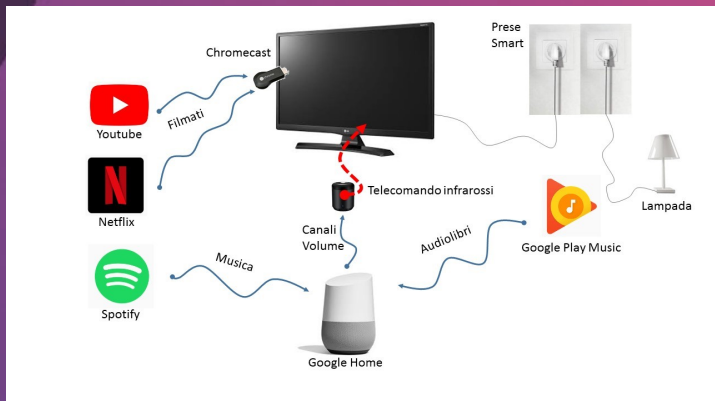 Chromecast
Prese
Smart
Youtube
Filmati
Netflix
Telecomando infrarossi
Lampada
Canali
Volume
Audiolibri
Google Play Music
Musica
Spotify
Google Home